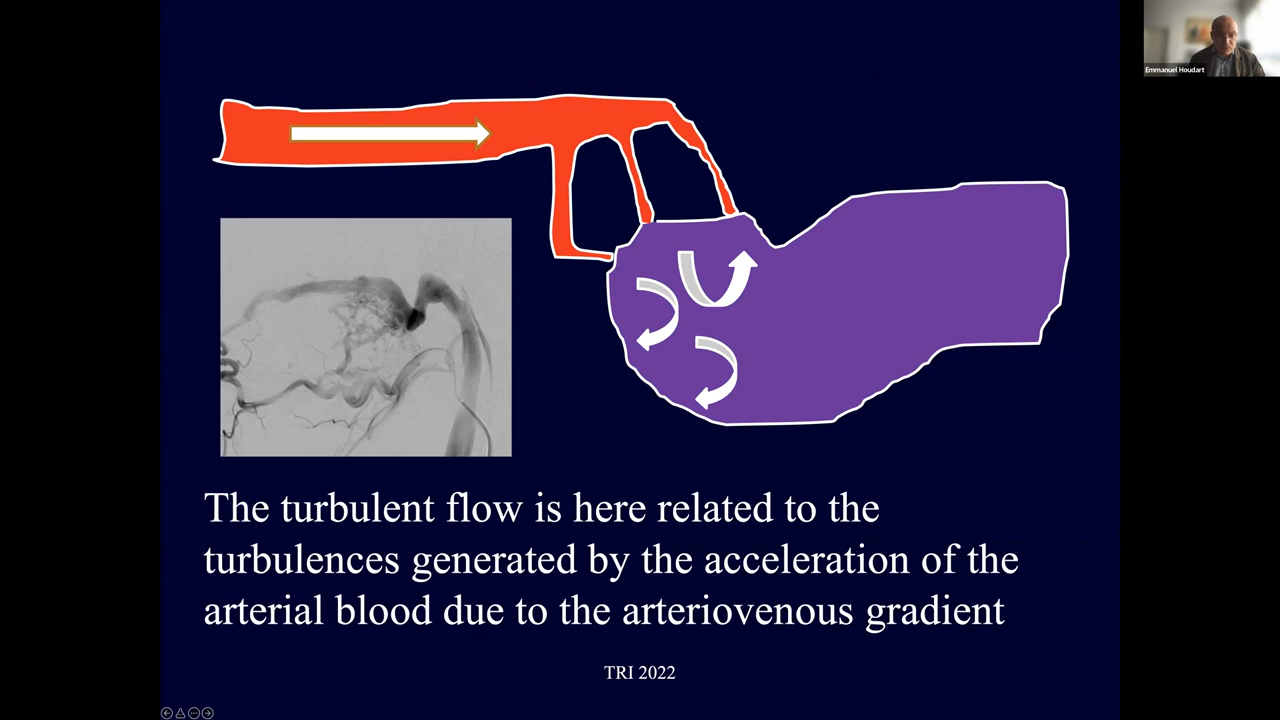 Emmanuel Houdart
The turbulent flow is here related to the
turbulences generated by the acceleration of the
arterial blood due to the arteriovenous gradient
TRI 2022